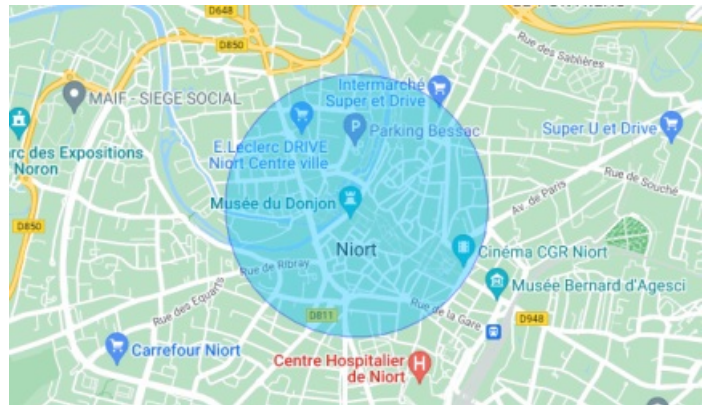 D648
D850
Rue des Sablières
Intermarché
Super et Drive
MAIF - SIEGE SOCIAL
P
Parking Bessac
Super U et Drive
E.Leclerc DRIVE
Niort Centre ville
rc des Expositions
Noron
Rue de Souché
Musée du Donjon
Av. de Paris
D850
Niort
Cinéma CGR Niort
Rue de Ribray
Musée Bernard d'Agesci
Rue des Equarts
D811
Rue de la Gare
D948
Carrefour Niort
Centre Hospitalier
de Niort
H